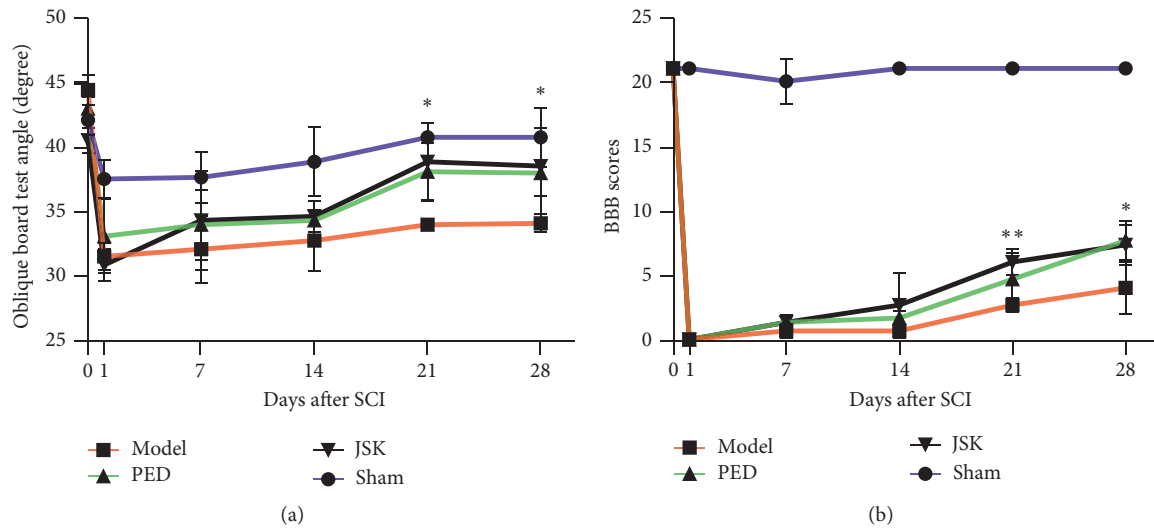 50
45
40
35
30
25
Oblique board test angle (degree)
*
*
0 1 7 14 21 28
Days after SCI
Model
PED
JSK
Sham
(a)
25
20
15
10
5
0
BBB scores
**
*
0 1 7 14 21 28
Days after SCI
Model
PED
JSK
Sham
(b)